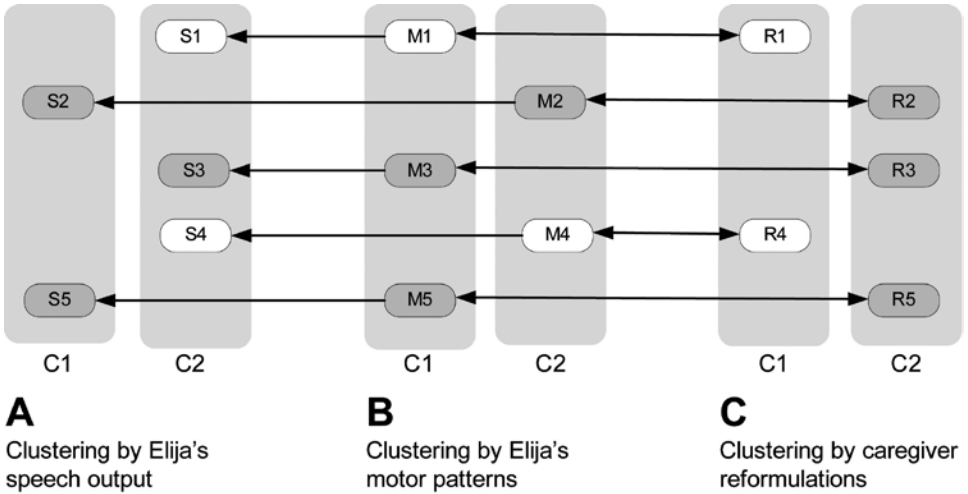 S1 M1 R1
S2 M2 R2
S3 M3 R3
S4 M4 R4
S5 M5 R5
C1 C2 C1 C2 C1 C2
A B C
Clustering by Elija's Clustering by Elija's Clustering by caregiver
speech output motor patterns reformulations